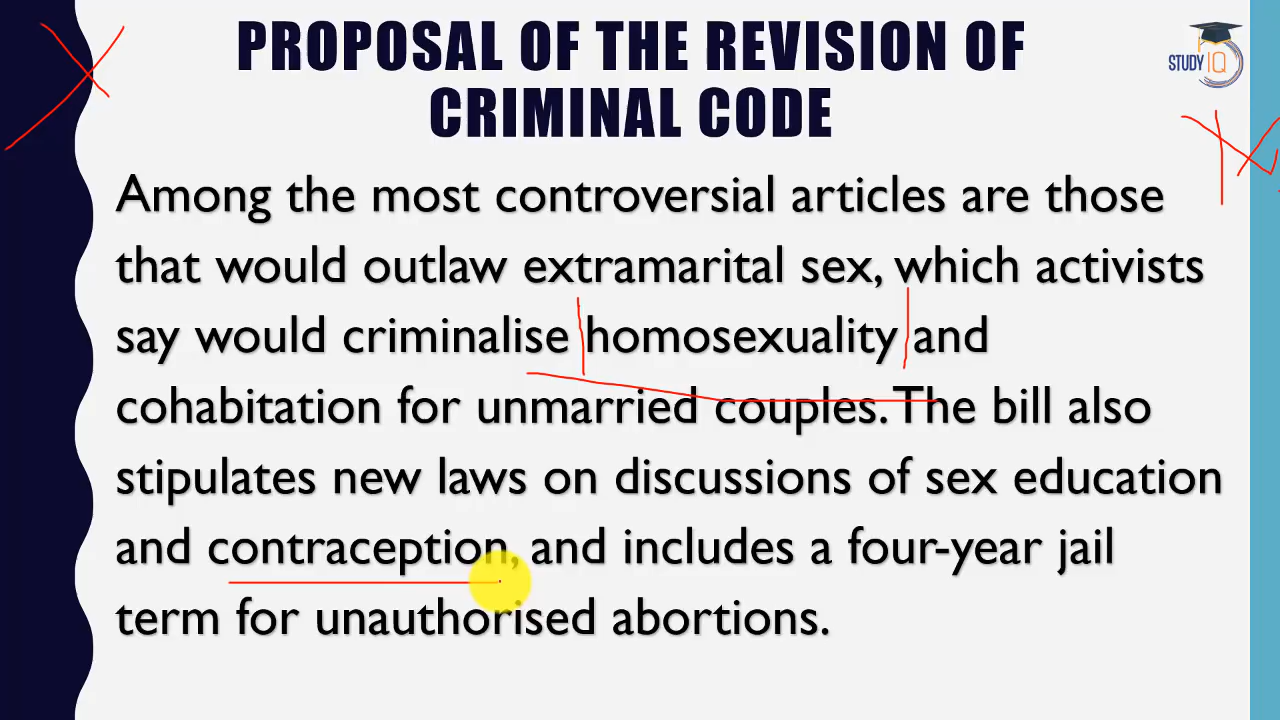 PROPOSAL OF THE REVISION OF
CRIMINAL CODE
STUDY IQ
Among the most controversial articles are those
that would outlaw extramarital sex, which activists
say would criminalise homosexuality and
cohabitation for unmarried couples. The bill also
stipulates new laws on discussions of sex education
and contraception, and includes a four-year jail
term for unauthorised abortions.